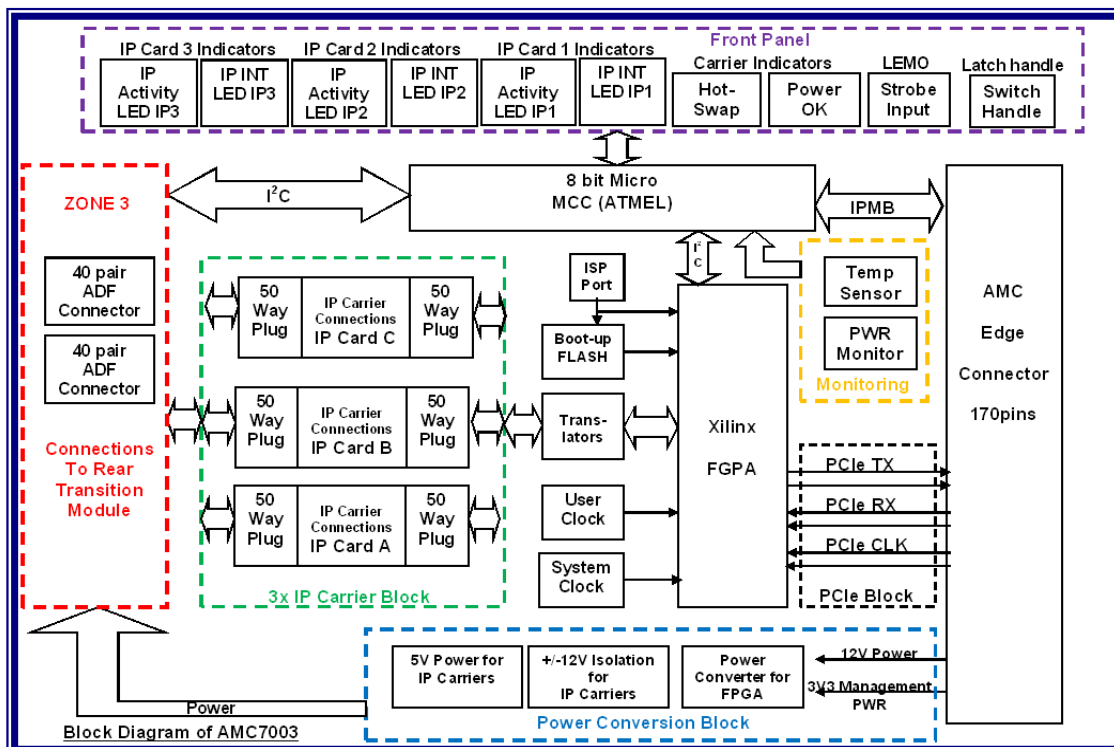 Front Panel
IP Card 3 Indicators
IP Card 2 Indicators
IP Card 1 Indicators
Carrier Indicators
LEMO
Latch handle
IP
Activity
LED IP3
IP INT
LED IP3
IP
Activity
LED IP2
IP INT
LED IP2
IP
Activity
LED IP1
IP INT
LED IP1
Hot-
Swap
Power
OK
Strobe
Input
Switch
Handle
ZONE 3
I²C
8 bit Micro
MCC (ATMEL)
IPMB
I²C
40 pair
ADF
Connector
40 pair
ADF
Connector
Connections
To Rear
Transition
Module
50
Way
Plug
IP Carrier
Connections
IP Card C
50
Way
Plug
50
Way
Plug
IP Carrier
Connections
IP Card B
50
Way
Plug
50
Way
Plug
IP Carrier
Connections
IP Card A
50
Way
Plug
3x IP Carrier Block
ISP
Port
Boot-up
FLASH
Trans-
lators
User
Clock
System
Clock
Xilinx
FGPA
Temp
Sensor
PWR
Monitor
Monitoring
AMC
Edge
Connector
170pins
PCIe TX
PCIe RX
PCIe CLK
PCIe Block
5V Power for
IP Carriers
+/-12V Isolation
for
IP Carriers
Power
Converter for
FPGA
12V Power
3V3 Management
PWR
Power Conversion Block
Power
Block Diagram of AMC7003